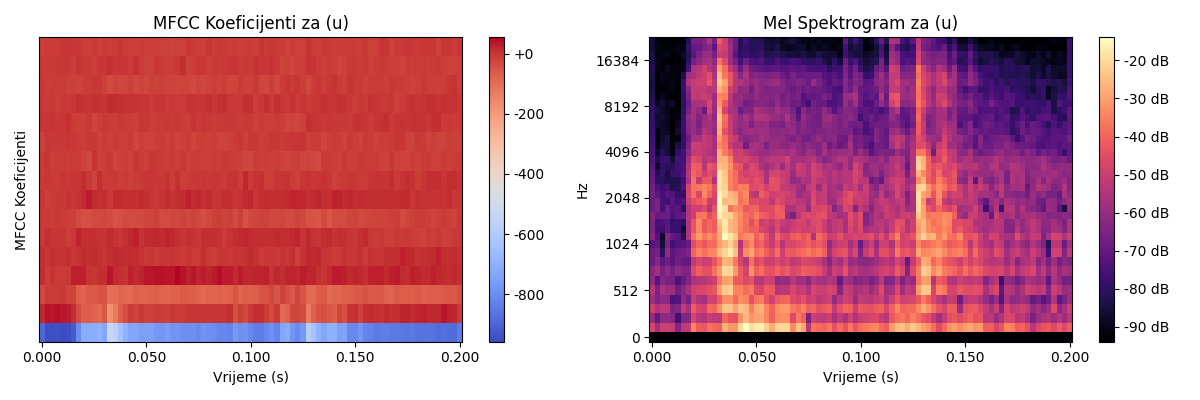 MFCC Koeficijenti za (u)
MFCC Koeficijenti
+0
-200
-400
-600
-800
0.000 0.050 0.100 0.150 0.200
Vrijeme (s)
Mel Spektrogram za (u)
Hz
16384
8192
4096
2048
1024
512
0
-20 dB
-30 dB
-40 dB
-50 dB
-60 dB
-70 dB
-80 dB
-90 dB
0.000 0.050 0.100 0.150 0.200
Vrijeme (s)